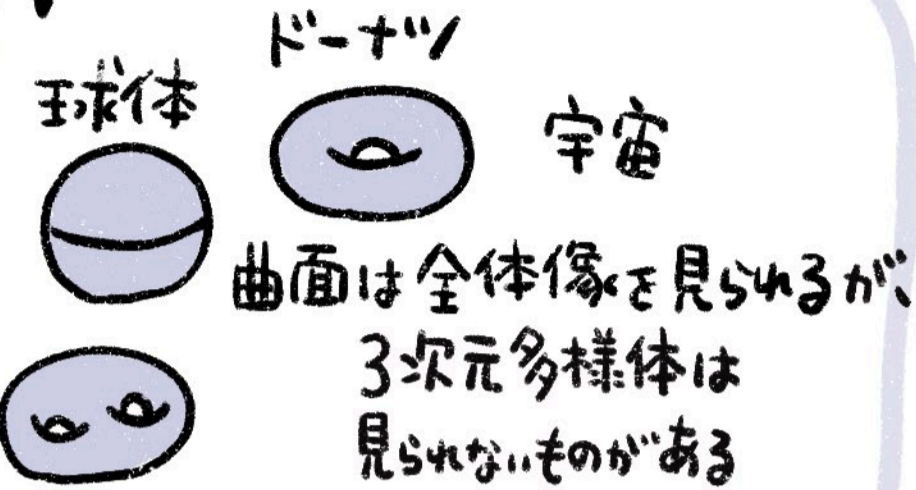 ドーナツ
球体
宇宙
曲面は全体像を見られるが、
3次元多様体は
見られないものがある